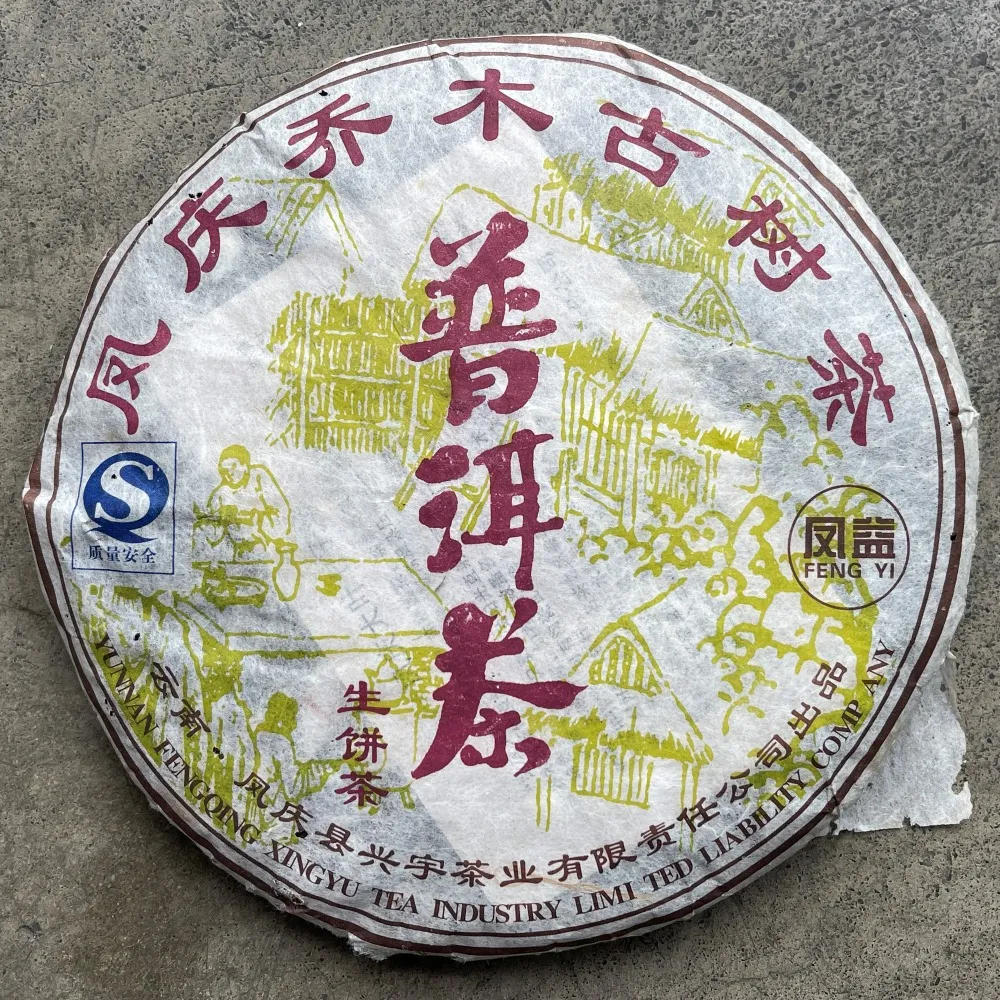 凤庆乔木古树茶
普洱茶
生饼茶
S
质量安全
凤益
FENG YI
云南·凤庆县兴宇茶业有限责任公司出品
YUNNAN FENGQING XINGYU TEA INDUSTRY LIMI TED LIABILITY COMP ANY